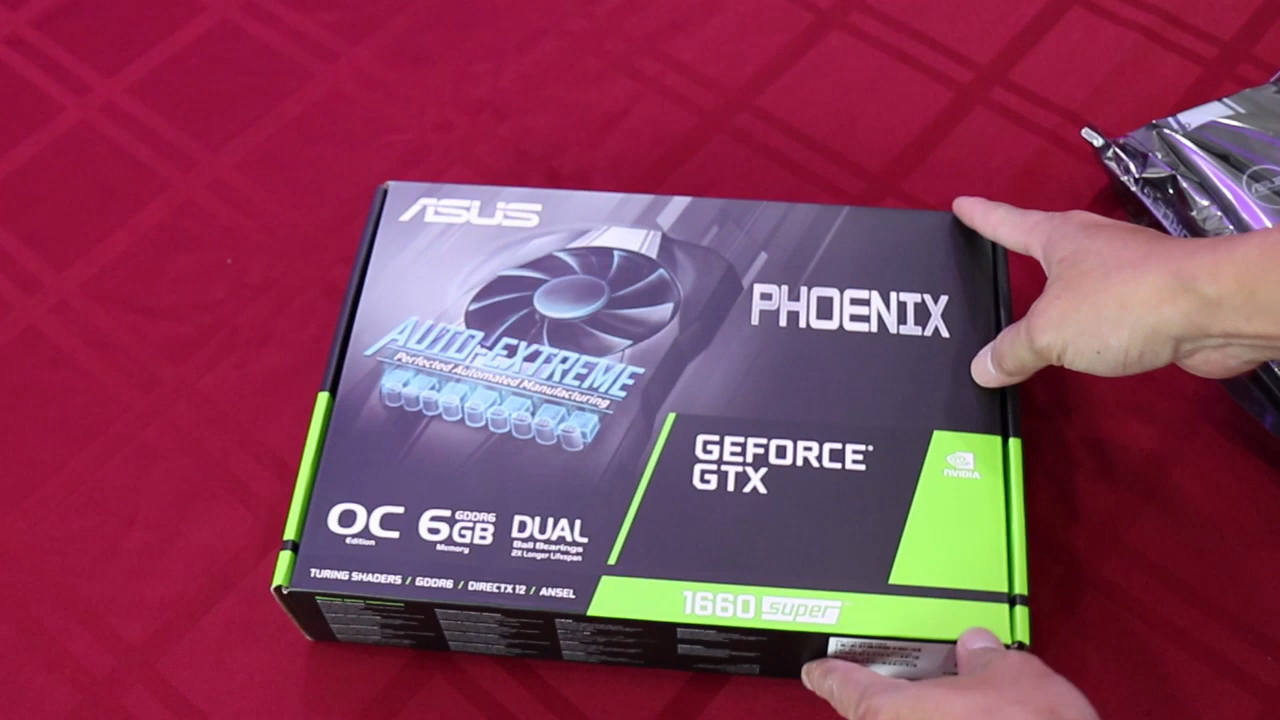 ASUS
PHOENIX
AUTO-EXTREME
Perfected Automated Manufacturing
GEFORCE®
GTX
NVIDIA
OC
Edition
6GB
GDDR6
Memory
DUAL
Ball Bearings
2X Longer Lifespan
TURING SHADERS / GDDR6 / DIRECTX 12 / ANSEL
1660 SUPER™